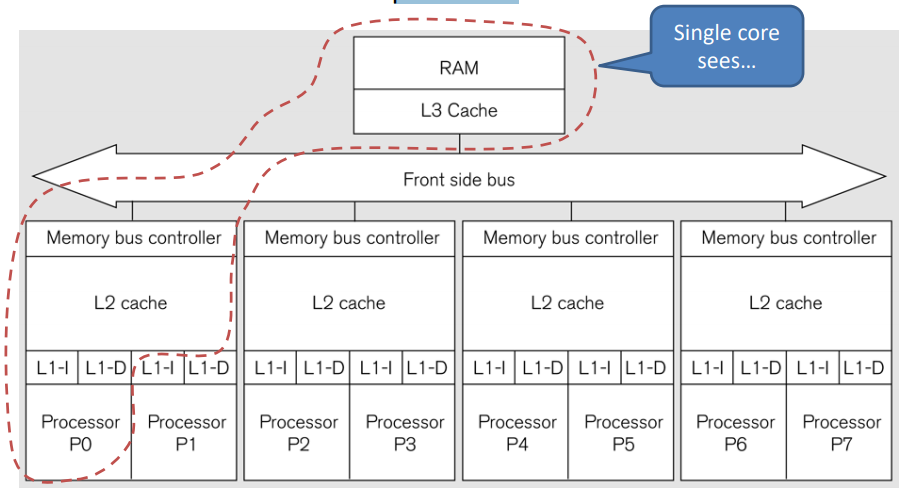 Single core
sees...
RAM
L3 Cache
Front side bus
Memory bus controller
Memory bus controller
Memory bus controller
Memory bus controller
L2 cache
L2 cache
L2 cache
L2 cache
L1-I L1-D L1-I L1-D
L1-I L1-D L1-I L1-D
L1-I L1-D L1-I L1-D
L1-I L1-D L1-I L1-D
Processor
P0
Processor
P1
Processor
P2
Processor
P3
Processor
P4
Processor
P5
Processor
P6
Processor
P7